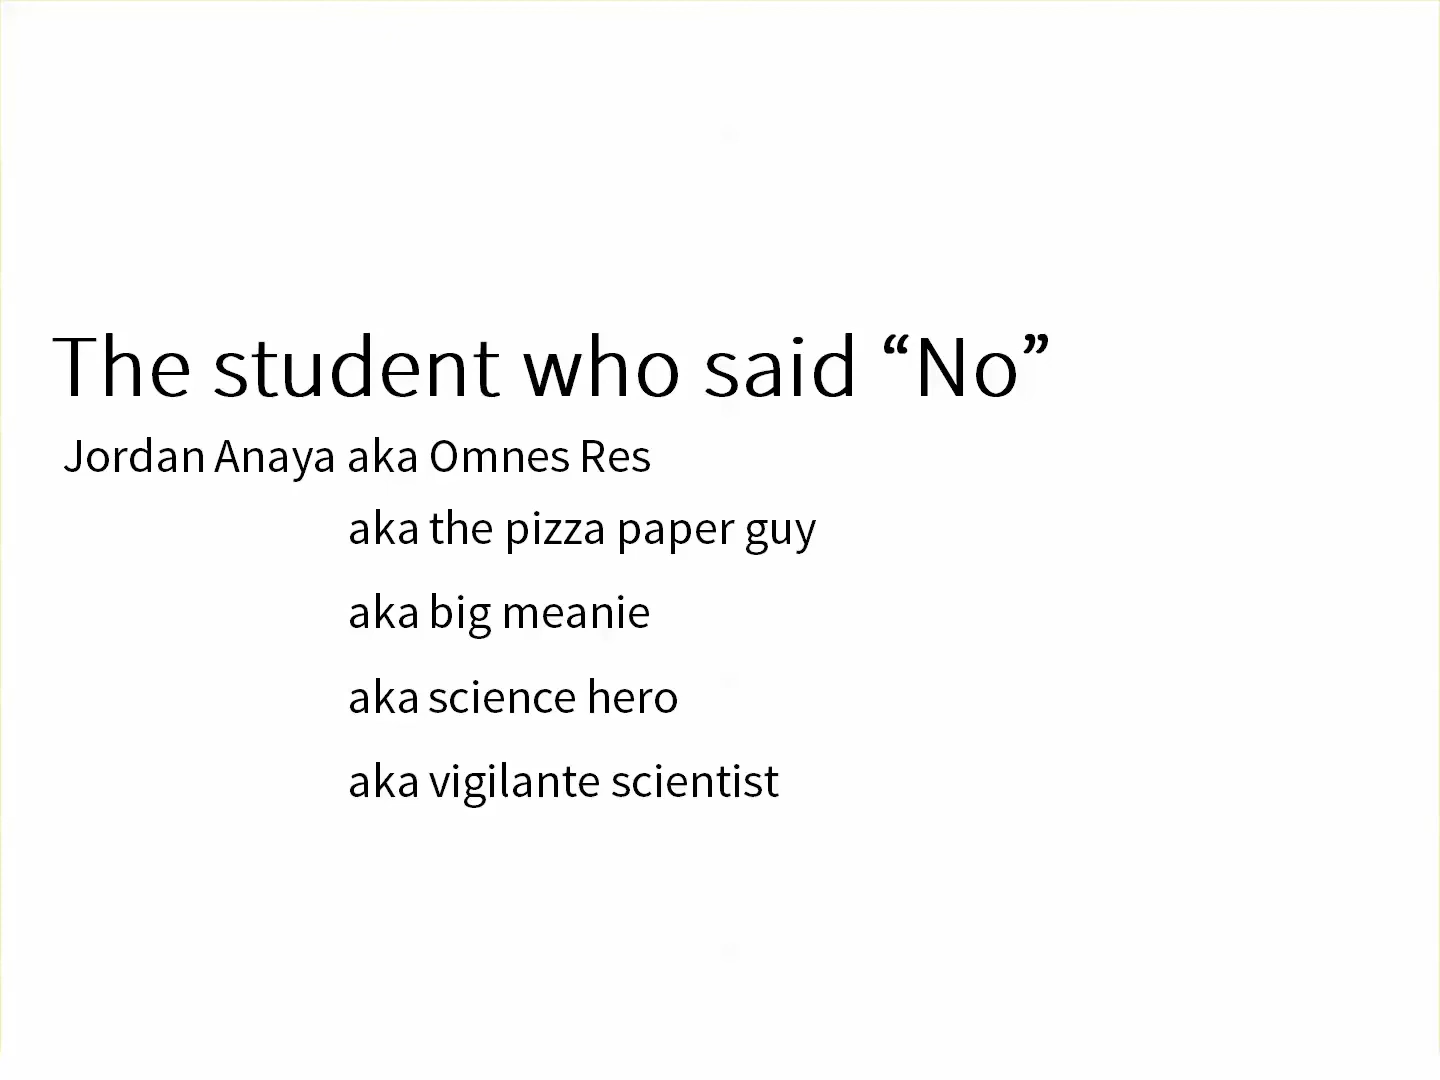 The student who said “No”
Jordan Anaya aka Omnes Res
aka the pizza paper guy
aka big meanie
aka science hero
aka vigilante scientist